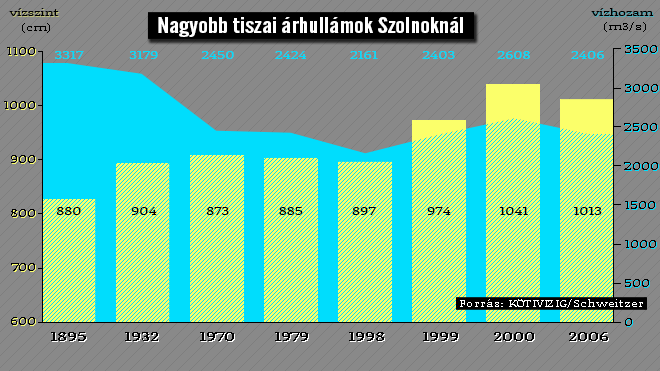 vízszint
(cm)
Nagyobb tiszai árhullámok Szolnoknál
vízhozam
(m3/s)
3317 3179 2450 2424 2161 2403 2608 2406
1100
1000
900
800
700
600
3500
3000
2500
2000
1500
1000
500
0
880 904 873 885 897 974 1041 1013
Forrás: KÖTIVIZIG/Schweitzer
1895 1932 1970 1979 1998 1999 2000 2006